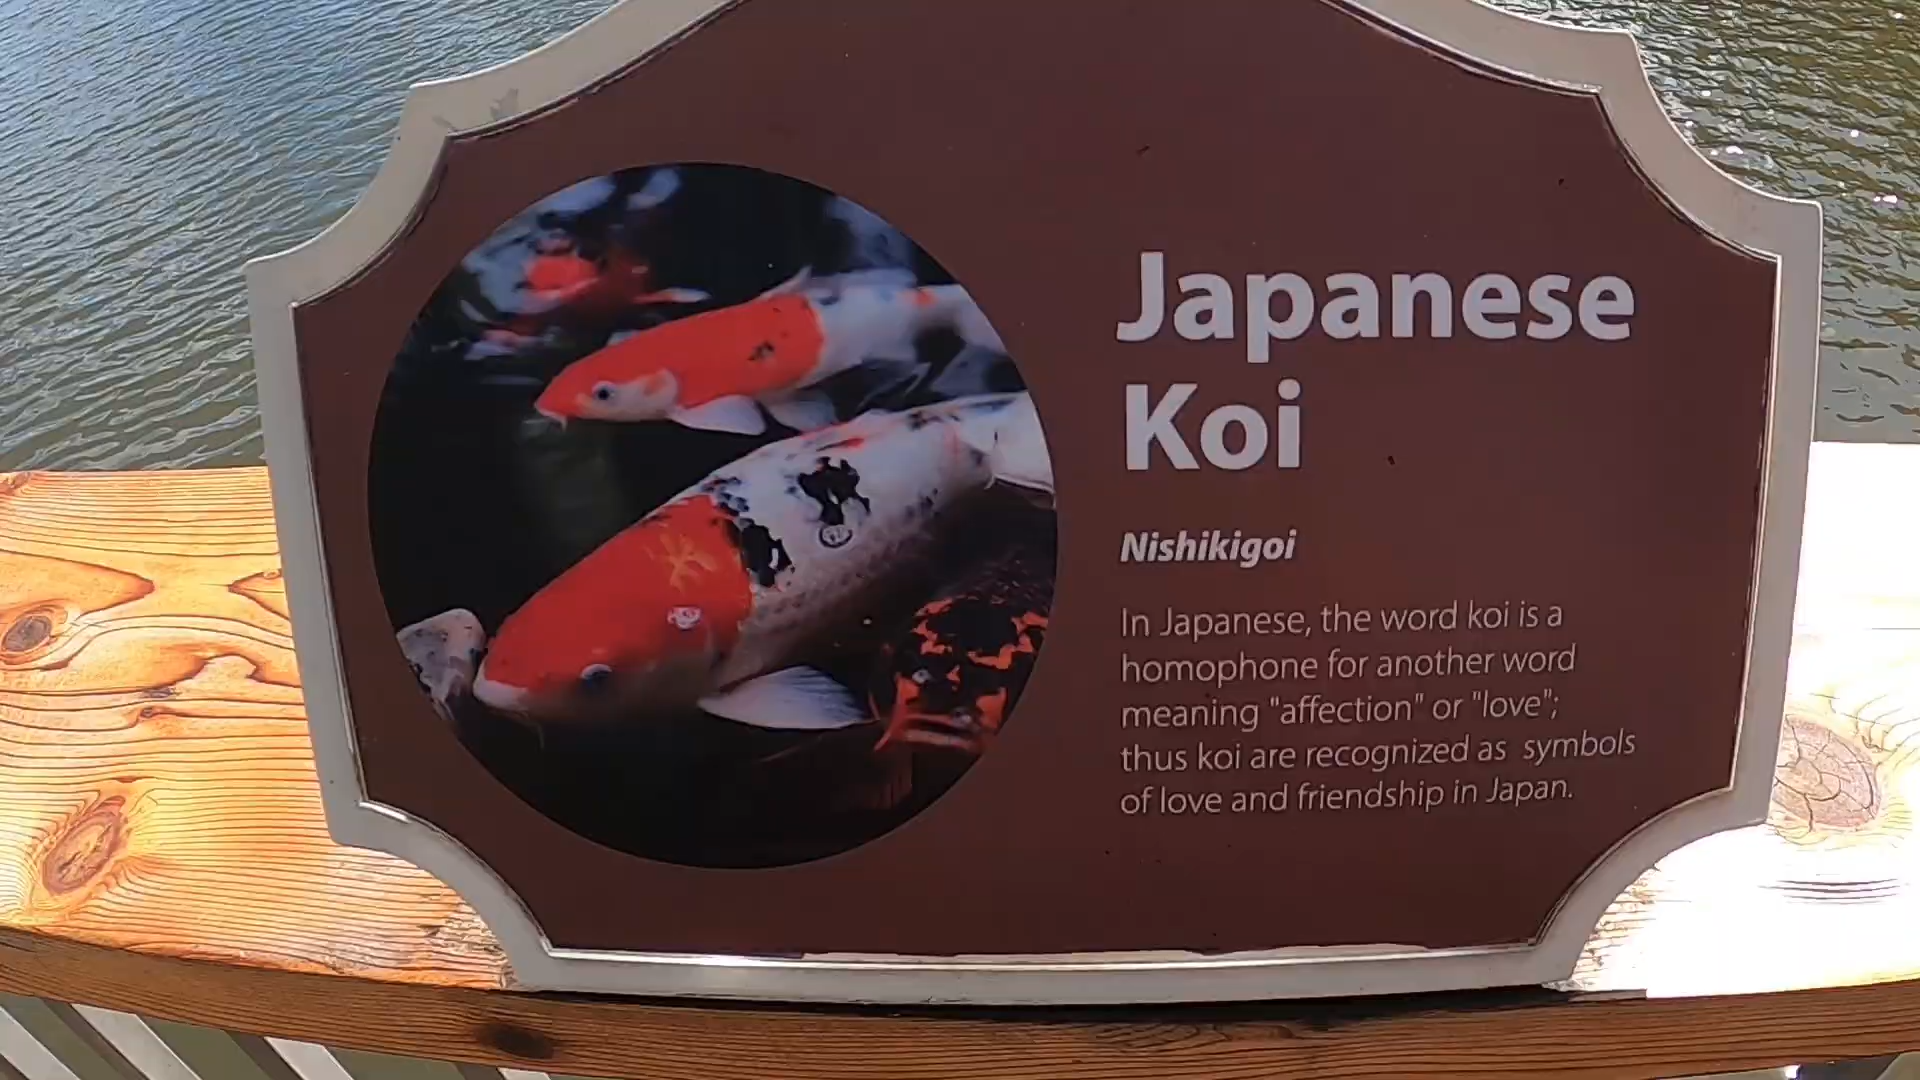 Japanese
Koi
Nishikigoi
In Japanese, the word koi is a
homophone for another word
meaning "affection" or "love";
thus koi are recognized as symbols
of love and friendship in Japan.